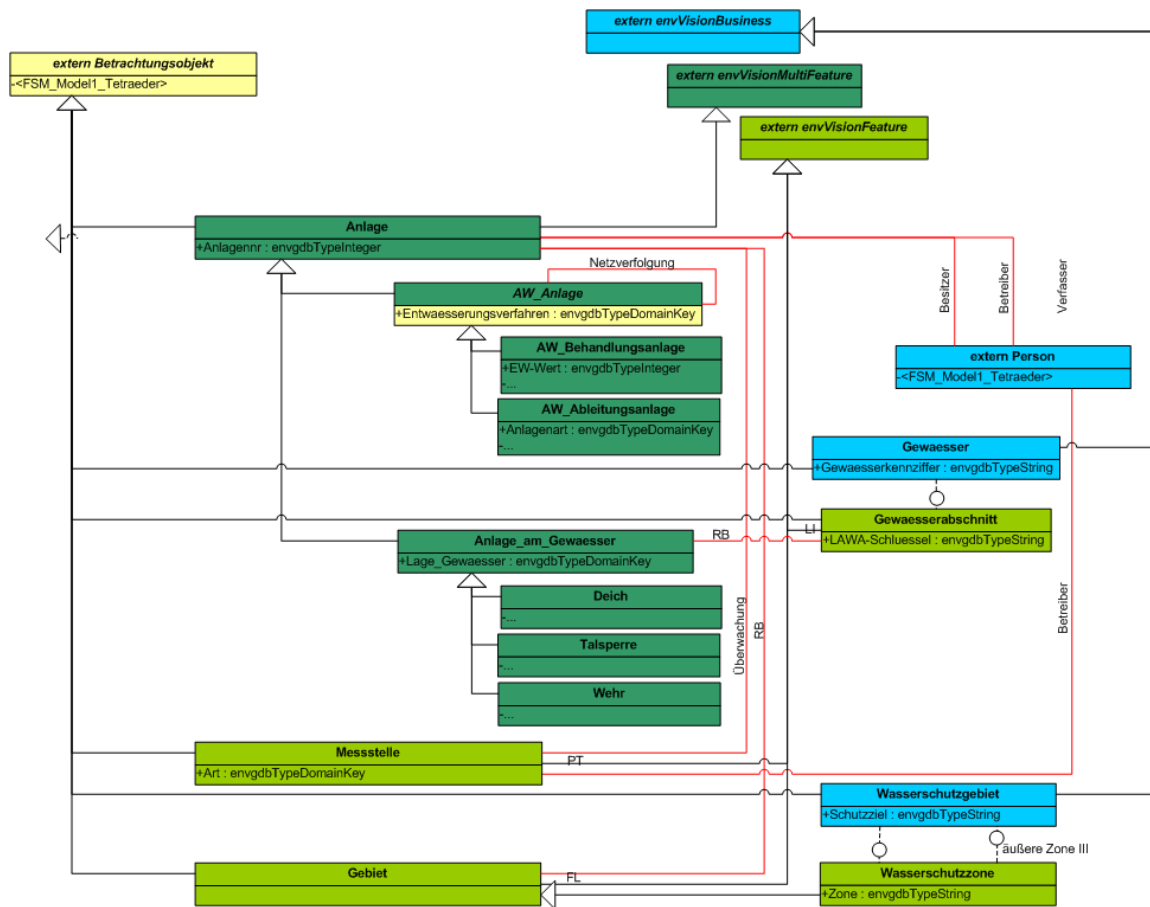 extern envVisionBusiness
extern Betrachtungsobjekt
-<FSM_Model1_Tetraeder>
extern envVisionMultiFeature
extern envVisionFeature
Anlage
+Anlagennr : envgdbTypeInteger
Netzverfolgung
AW_Anlage
+Entwaesserungsverfahren : envgdbTypeDomainKey
Besitzer
Betreiber
Verfasser
AW_Behandlungsanlage
+EW-Wert : envgdbTypeInteger
-...
extern Person
-<FSM_Model1_Tetraeder>
AW_Ableitungsanlage
+Anlagenart : envgdbTypeDomainKey
-...
Gewaesser
+Gewaesserkennziffer : envgdbTypeString
Gewaesserabschnitt
+LAWA-Schluessel : envgdbTypeString
LI
RB
Anlage_am_Gewaesser
+Lage_Gewaesser : envgdbTypeDomainKey
Deich
-...
Überwachung
RB
Betreiber
Talsperre
-...
Wehr
-...
Messstelle
+Art : envgdbTypeDomainKey
PT
Wasserschutzgebiet
+Schutzziel : envgdbTypeString
äußere Zone III
Gebiet
FL
Wasserschutzzone
+Zone : envgdbTypeString